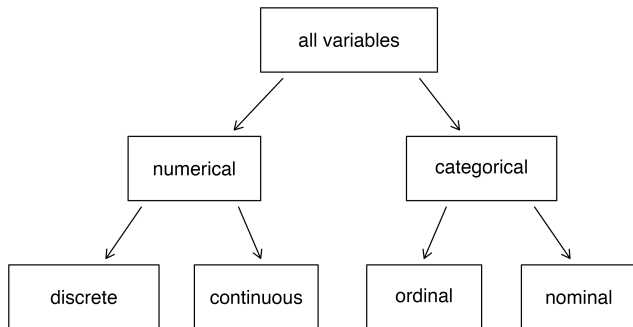 all variables
numerical
categorical
discrete
continuous
ordinal
nominal